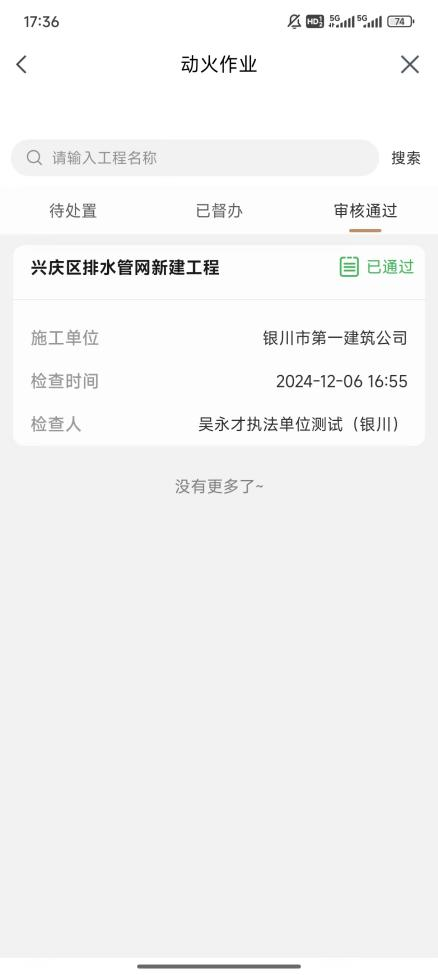 17:36
HD 5G 5G 74
动火作业
请输入工程名称 搜索
待处置 已督办 审核通过
兴庆区排水管网新建工程 已通过
施工单位 银川市第一建筑公司
检查时间 2024-12-06 16:55
检查人 吴永才执法单位测试（银川）
没有更多了~